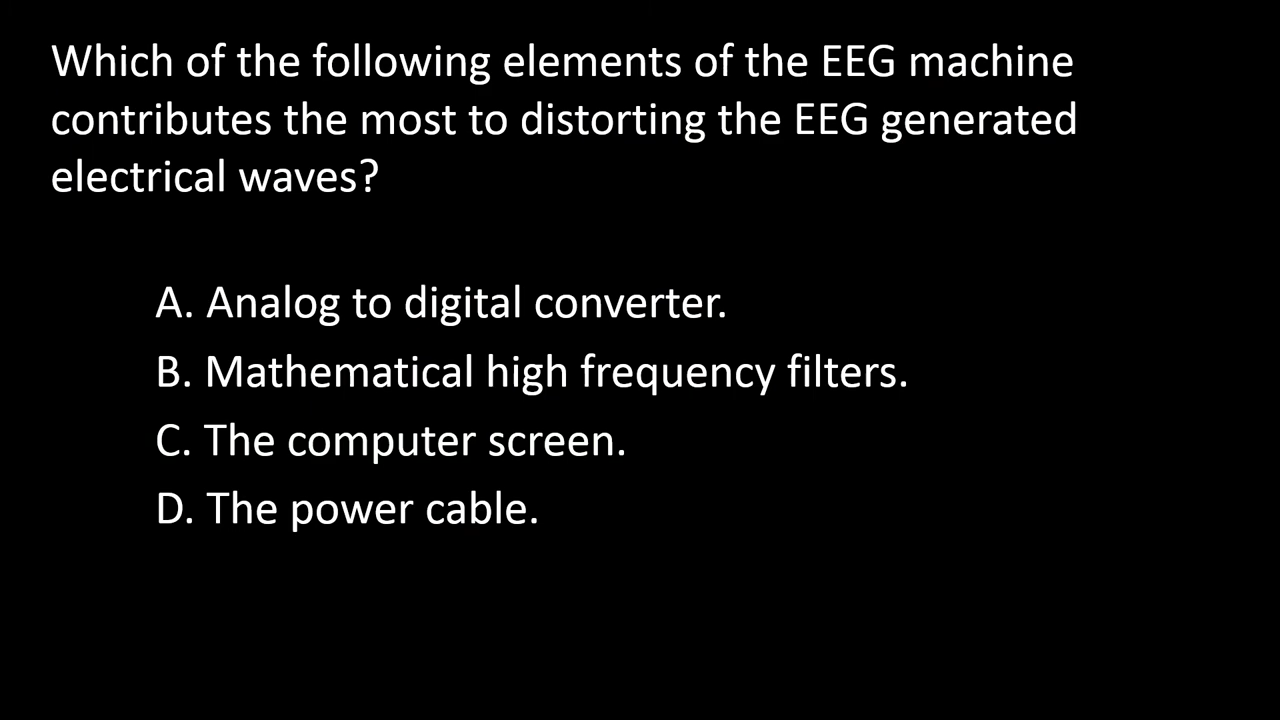 Which of the following elements of the EEG machine
contributes the most to distorting the EEG generated
electrical waves?
A. Analog to digital converter.
B. Mathematical high frequency filters.
C. The computer screen.
D. The power cable.